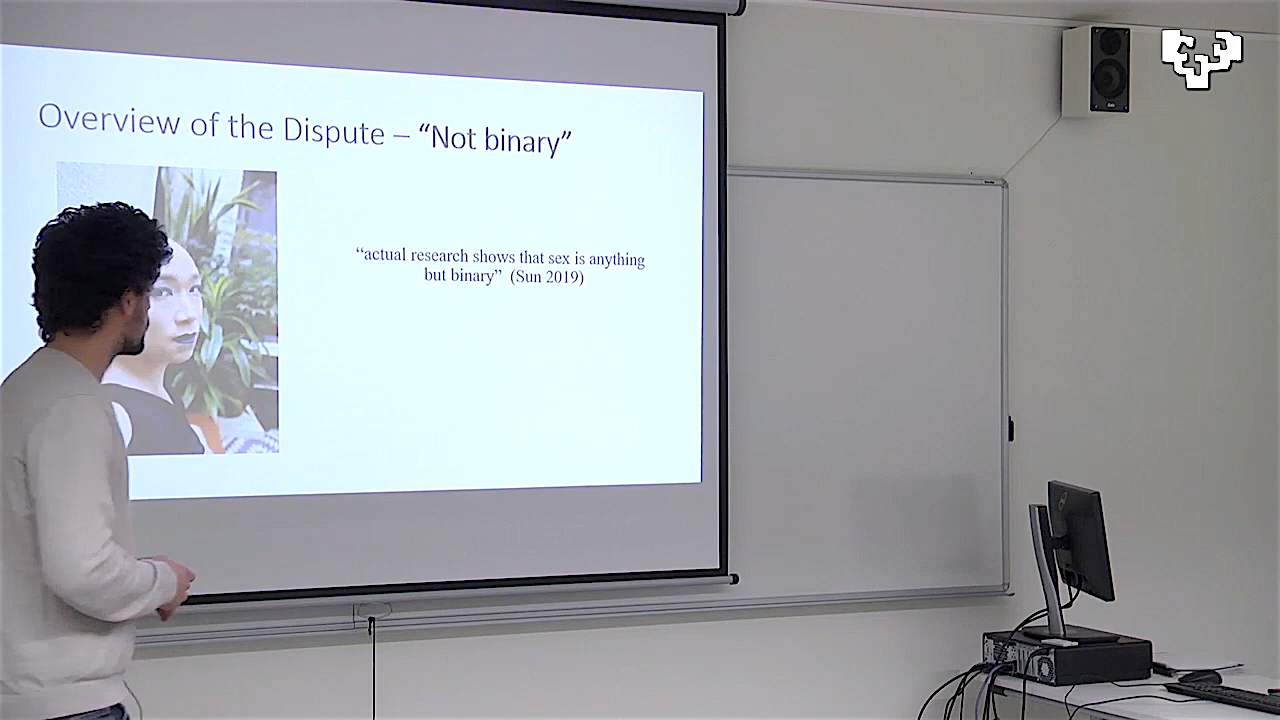 Overview of the Dispute – “Not binary”
“actual research shows that sex is anything
but binary” (Sun 2019)